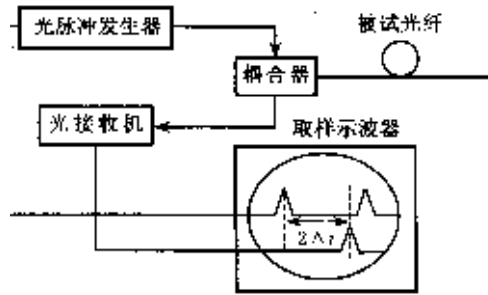 光脉冲发生器
被试光纤
耦合器
光接收机
取样示波器
2Δτ